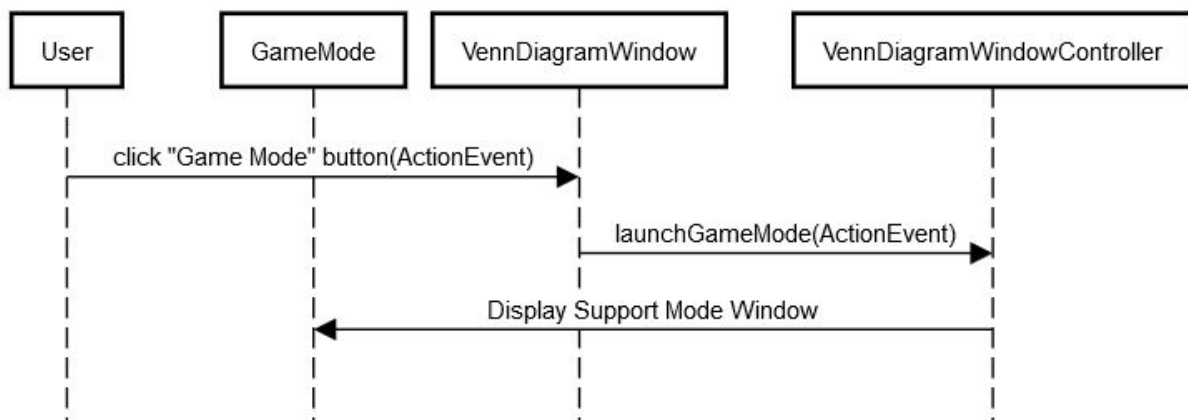 User
GameMode
VennDiagramWindow
VennDiagramWindowController
click "Game Mode" button(ActionEvent)
launchGameMode(ActionEvent)
Display Support Mode Window